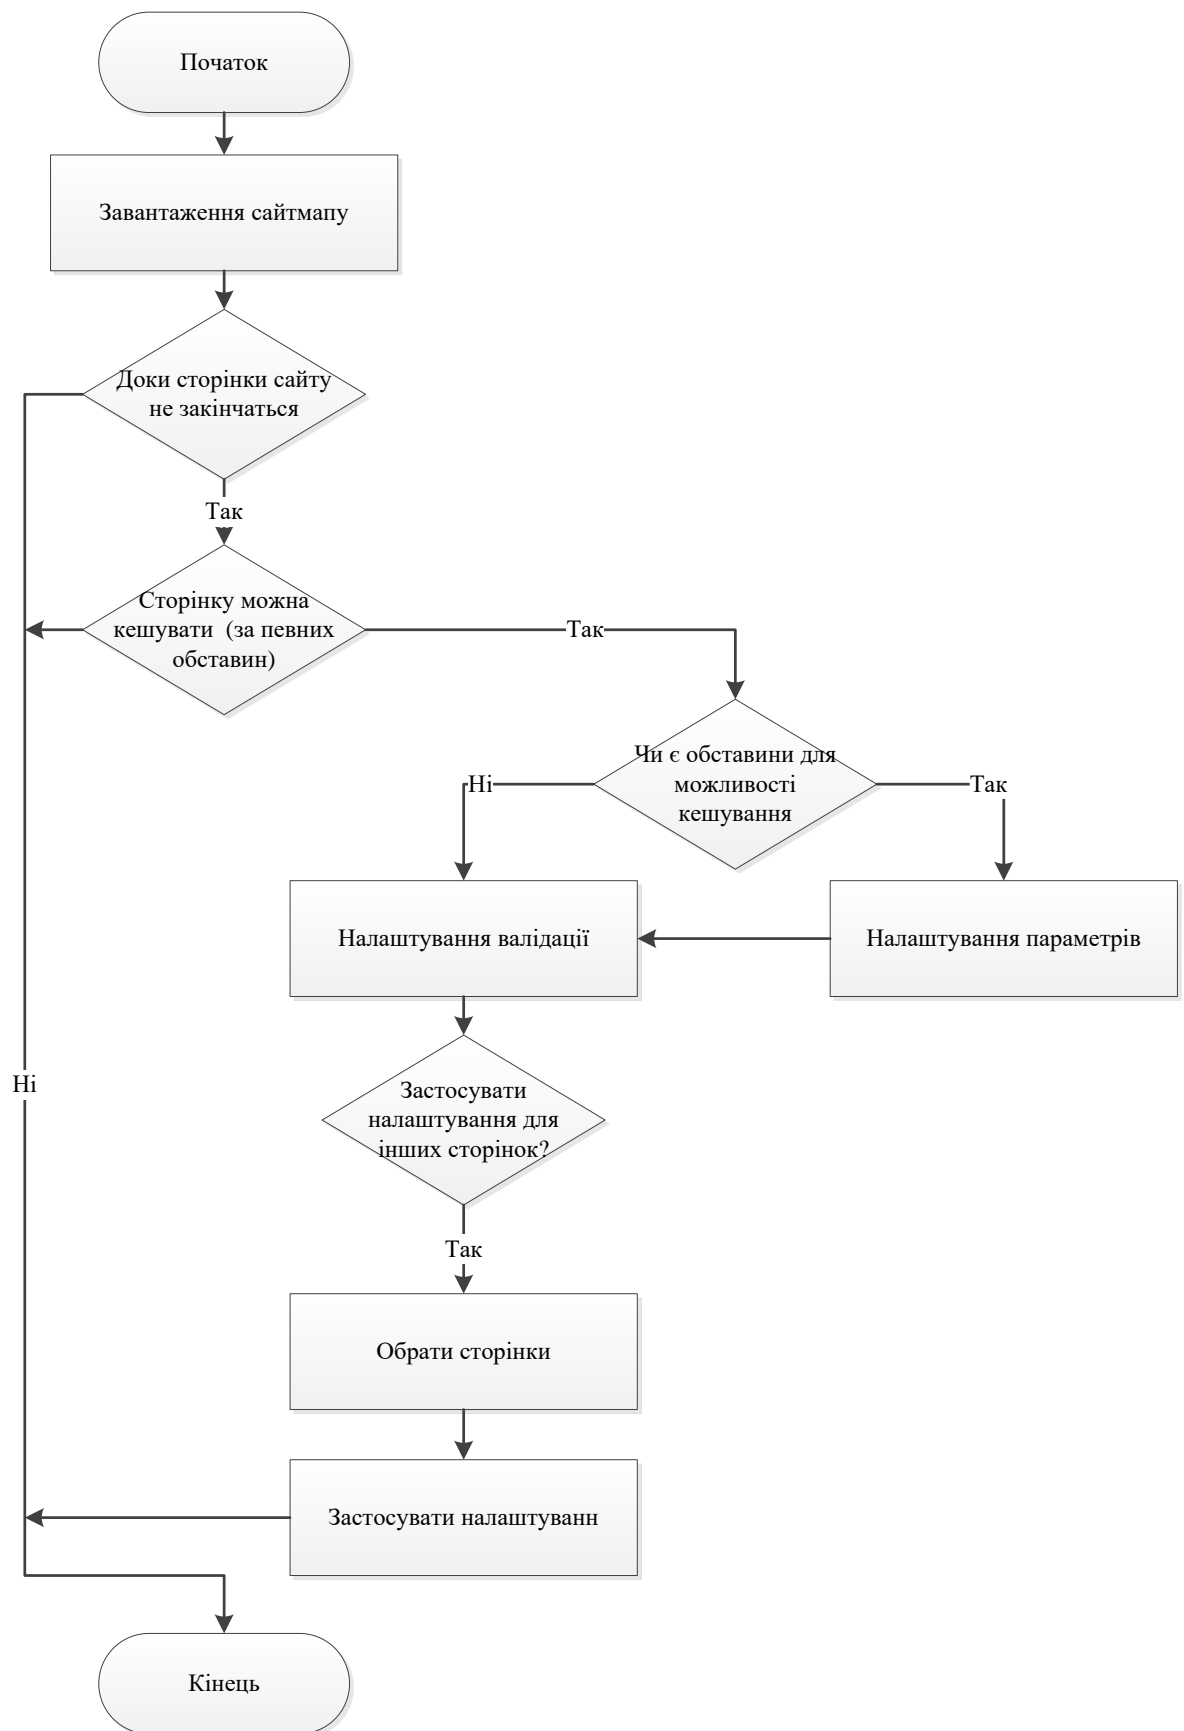 Початок
Завантаження сайтмапу
Доки сторінки сайту
не закінчаться
Так
Сторінку можна
кешувати (за певних
обставин)
Так
Чи є обставини для
можливості
кешування
Ні
Так
Налаштування валідації
Налаштування параметрів
Ні
Застосувати
налаштування для
інших сторінок?
Так
Обрати сторінки
Застосувати налаштуванн
Кінець